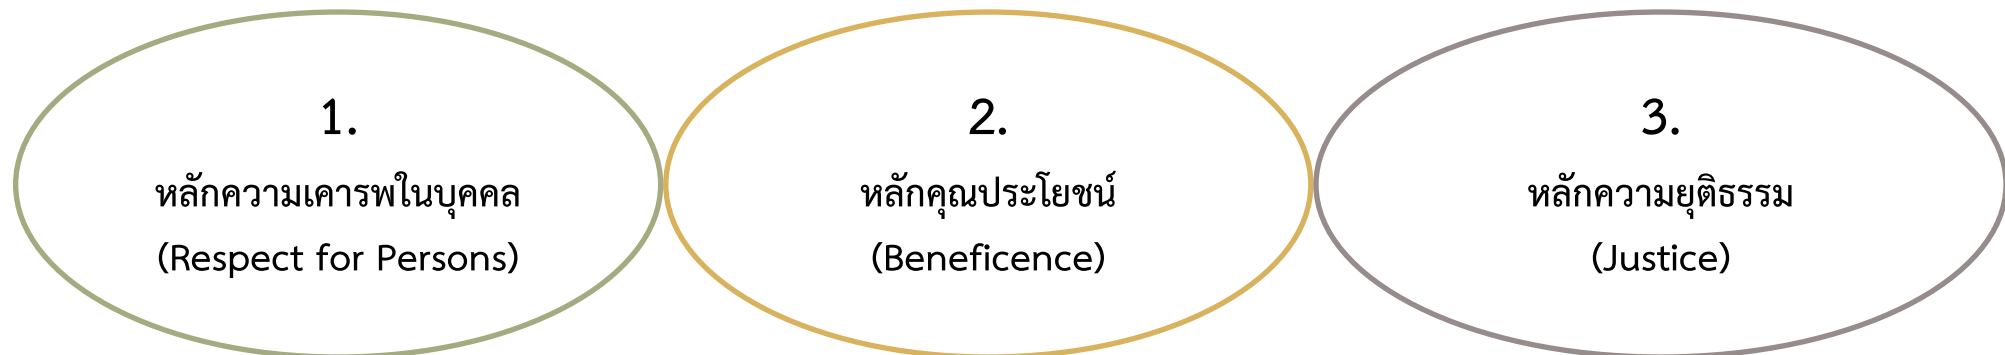 1.
หลักความเคารพในบุคคล
(Respect for Persons)
2.
หลักคุณประโยชน์
(Beneficence)
3.
หลักความยุติธรรม
(Justice)